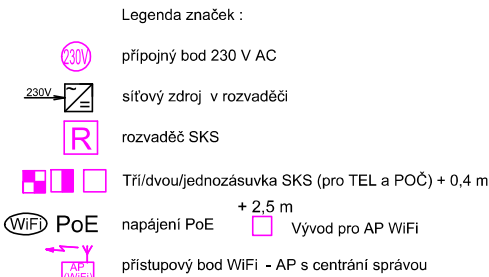 Legenda značek :
230V přípojný bod 230 V AC
230V síťový zdroj v rozvaděči
R rozvaděč SKS
Tří/dvou/jednozásuvka SKS (pro TEL a POČ) + 0,4 m
+ 2,5 m
WiFi PoE napájení PoE Vývod pro AP WiFi
AP přístupový bod WiFi - AP s centrání správou
(WiFi)